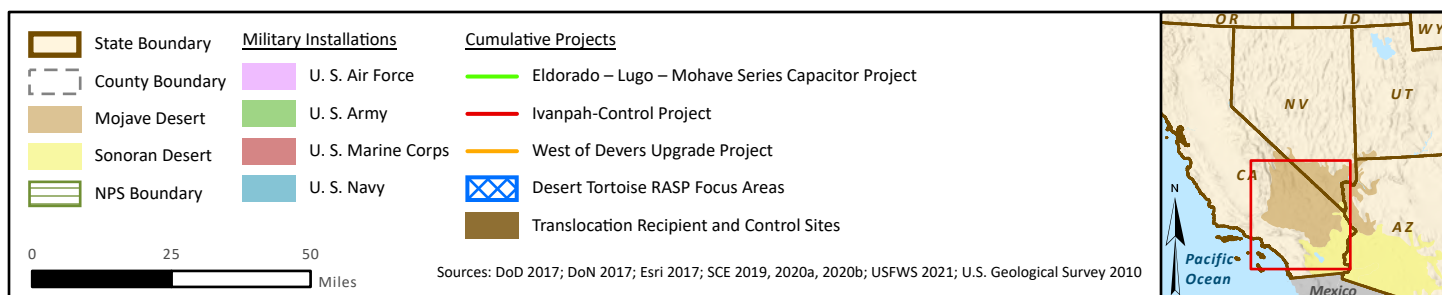 State Boundary
County Boundary
Mojave Desert
Sonoran Desert
NPS Boundary
Military Installations
U. S. Air Force
U. S. Army
U. S. Marine Corps
U. S. Navy
Cumulative Projects
Eldorado – Lugo – Mohave Series Capacitor Project
Ivanpah-Control Project
West of Devers Upgrade Project
Desert Tortoise RASP Focus Areas
Translocation Recipient and Control Sites
0 25 50
Miles
Sources: DoD 2017; DoN 2017; Esri 2017; SCE 2019, 2020a, 2020b; USFWS 2021; U.S. Geological Survey 2010
OR ID
WY
NV
UT
CA
N
AZ
Pacific
Ocean
Mexico